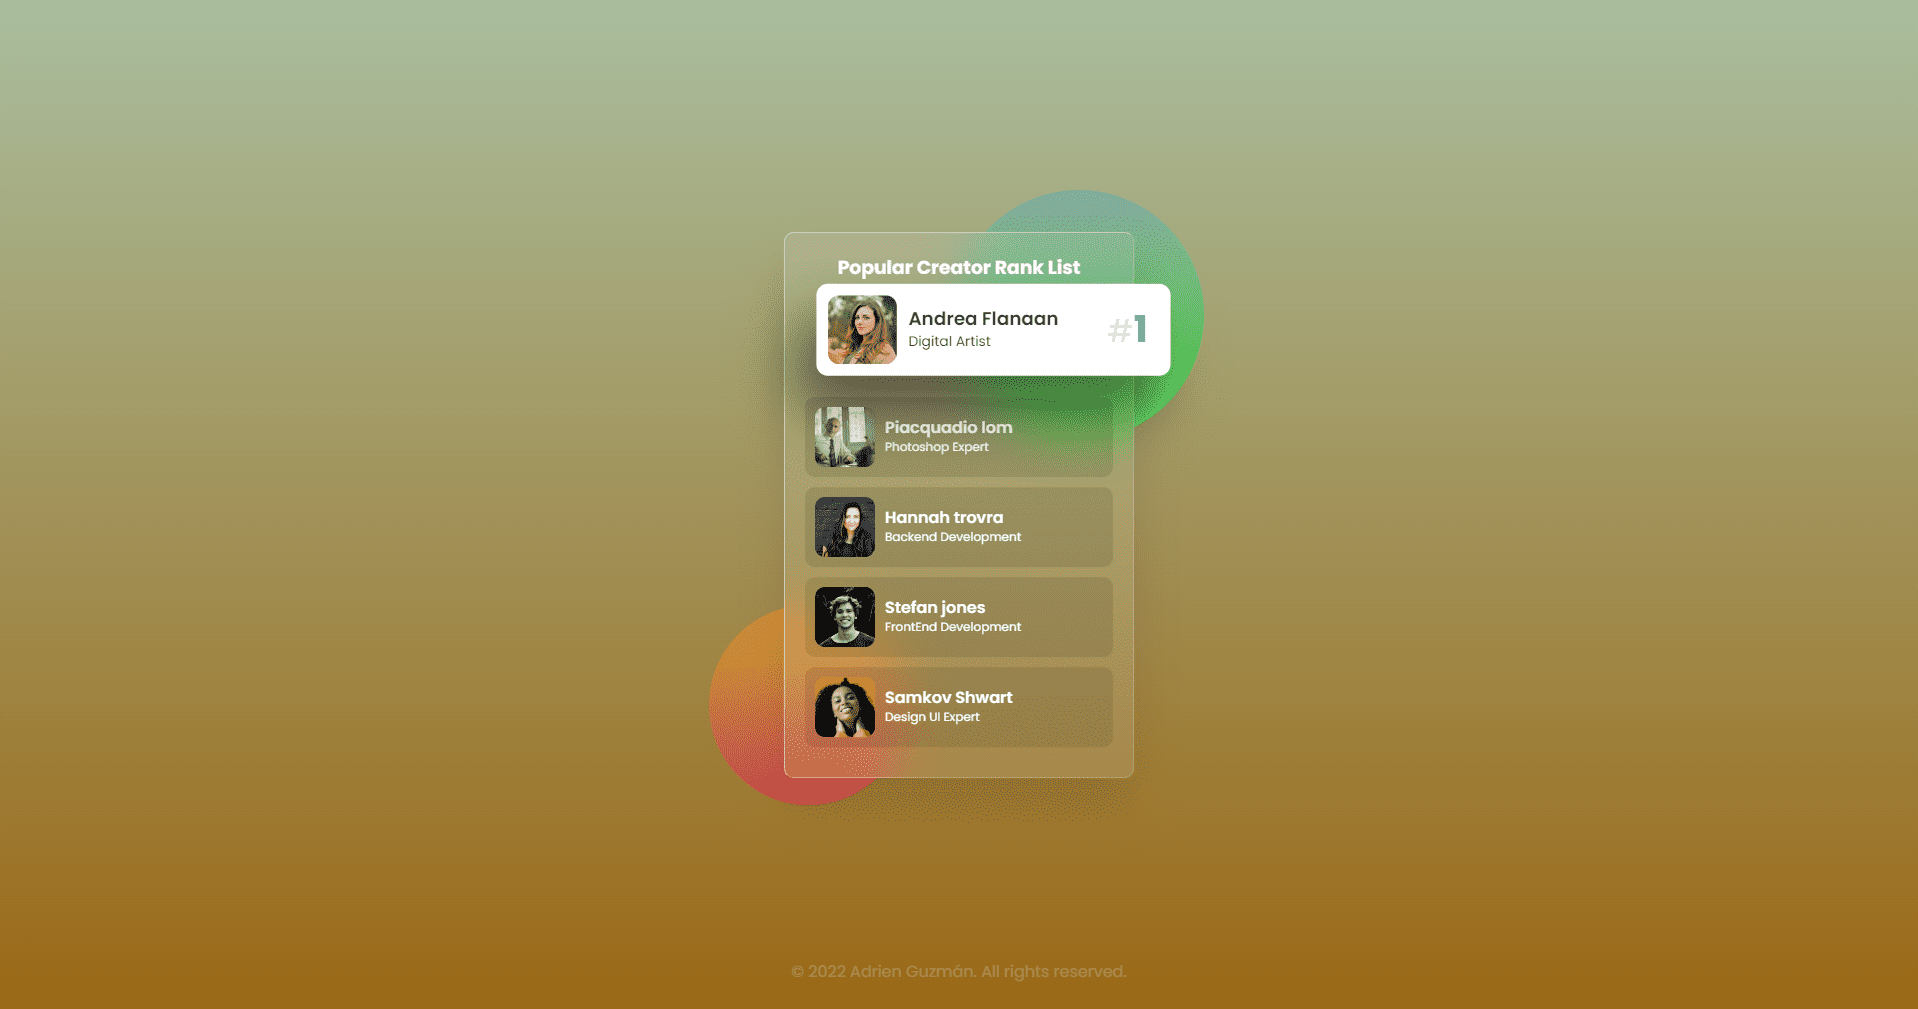 Popular Creator Rank List
Andrea Flanaan
Digital Artist
#1
Piacquadio lom
Photoshop Expert
Hannah trovra
Backend Development
Stefan jones
FrontEnd Development
Samkov Shwart
Design UI Expert
© 2022 Adrien Guzmán. All rights reserved.